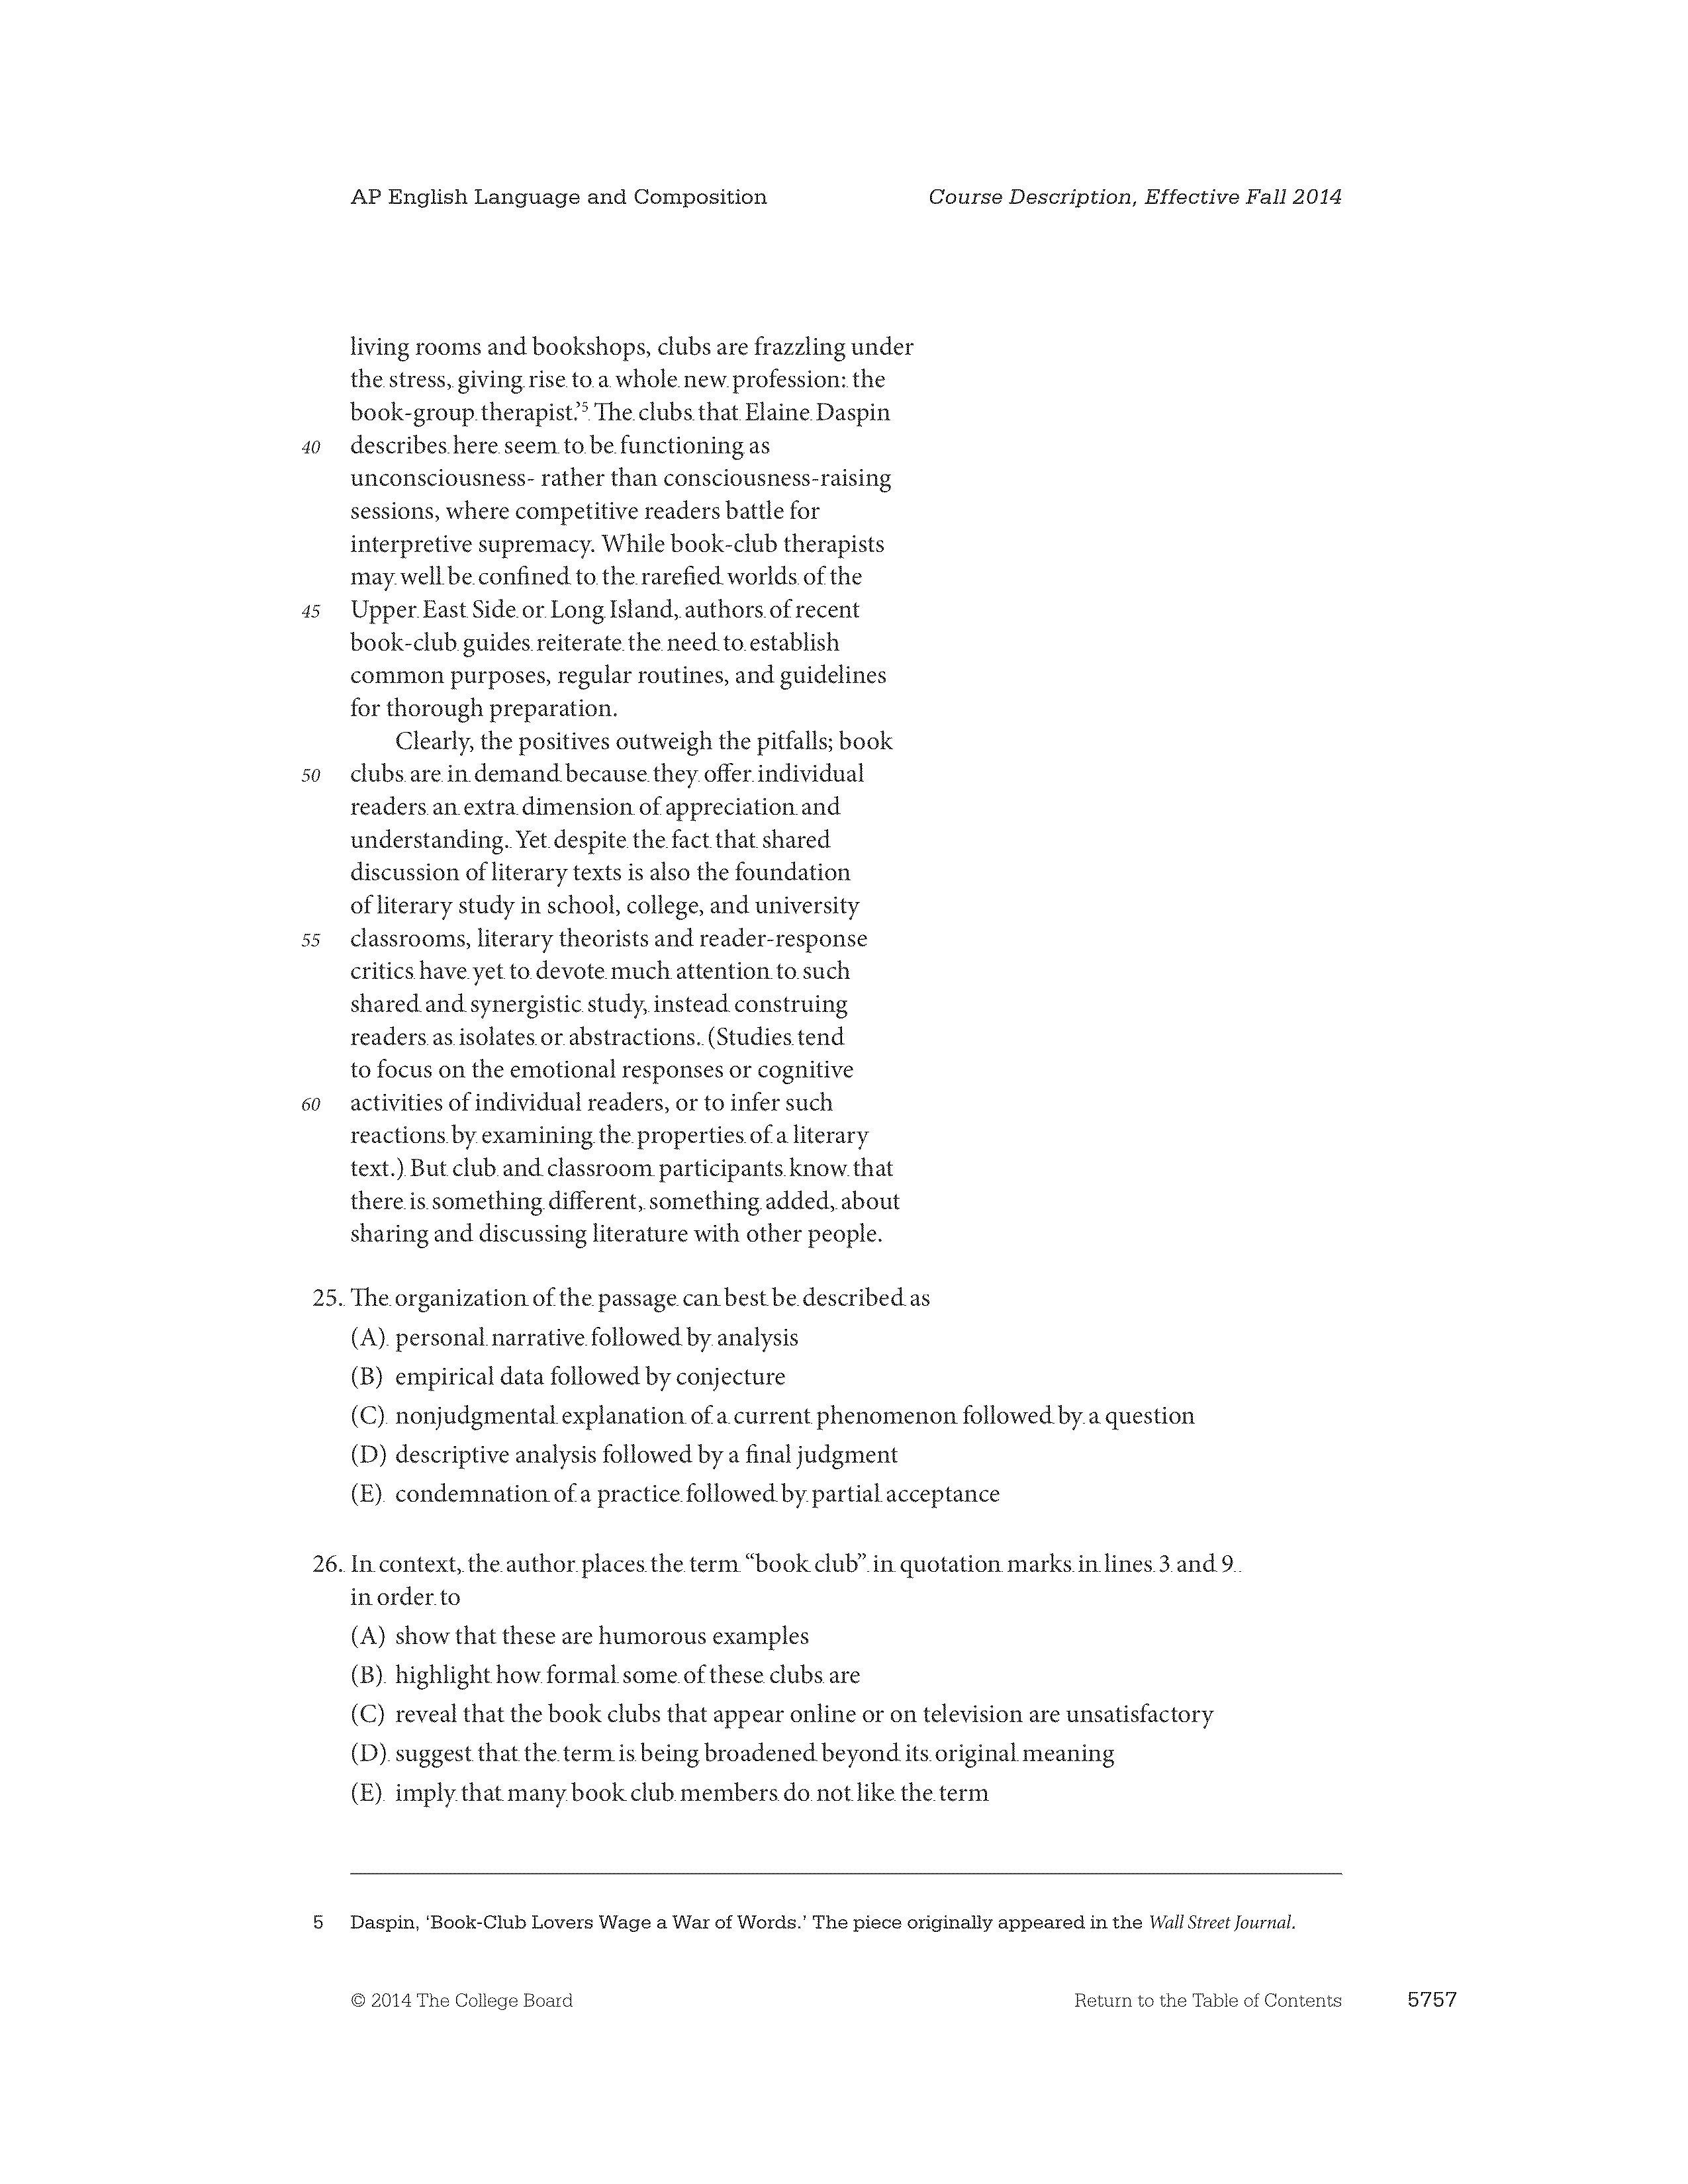 AP English Language and Composition
Course Description, Effective Fall 2014
living rooms and bookshops, clubs are frazzling under
the stress, giving rise to a whole new profession: the
book-group therapist.’5 The clubs that Elaine Daspin
40 describes here seem to be functioning as
unconsciousness- rather than consciousness-raising
sessions, where competitive readers battle for
interpretive supremacy. While book-club therapists
may well be confined to the rarefied worlds of the
45 Upper East Side or Long Island, authors of recent
book-club guides reiterate the need to establish
common purposes, regular routines, and guidelines
for thorough preparation.
Clearly, the positives outweigh the pitfalls; book
50 clubs are in demand because they offer individual
readers an extra dimension of appreciation and
understanding. Yet despite the fact that shared
discussion of literary texts is also the foundation
of literary study in school, college, and university
55 classrooms, literary theorists and reader-response
critics have yet to devote much attention to such
shared and synergistic study, instead construing
readers as isolates or abstractions. (Studies tend
to focus on the emotional responses or cognitive
60 activities of individual readers, or to infer such
reactions by examining the properties of a literary
text.) But club and classroom participants know that
there is something different, something added, about
sharing and discussing literature with other people.
25. The organization of the passage can best be described as
(A) personal narrative followed by analysis
(B) empirical data followed by conjecture
(C) nonjudgmental explanation of a current phenomenon followed by a question
(D) descriptive analysis followed by a final judgment
(E) condemnation of a practice followed by partial acceptance
26. In context, the author places the term “book club” in quotation marks in lines 3 and 9
in order to
(A) show that these are humorous examples
(B) highlight how formal some of these clubs are
(C) reveal that the book clubs that appear online or on television are unsatisfactory
(D) suggest that the term is being broadened beyond its original meaning
(E) imply that many book club members do not like the term
5 Daspin, ‘Book-Club Lovers Wage a War of Words.’ The piece originally appeared in the Wall Street Journal.
© 2014 The College Board
Return to the Table of Contents
5757